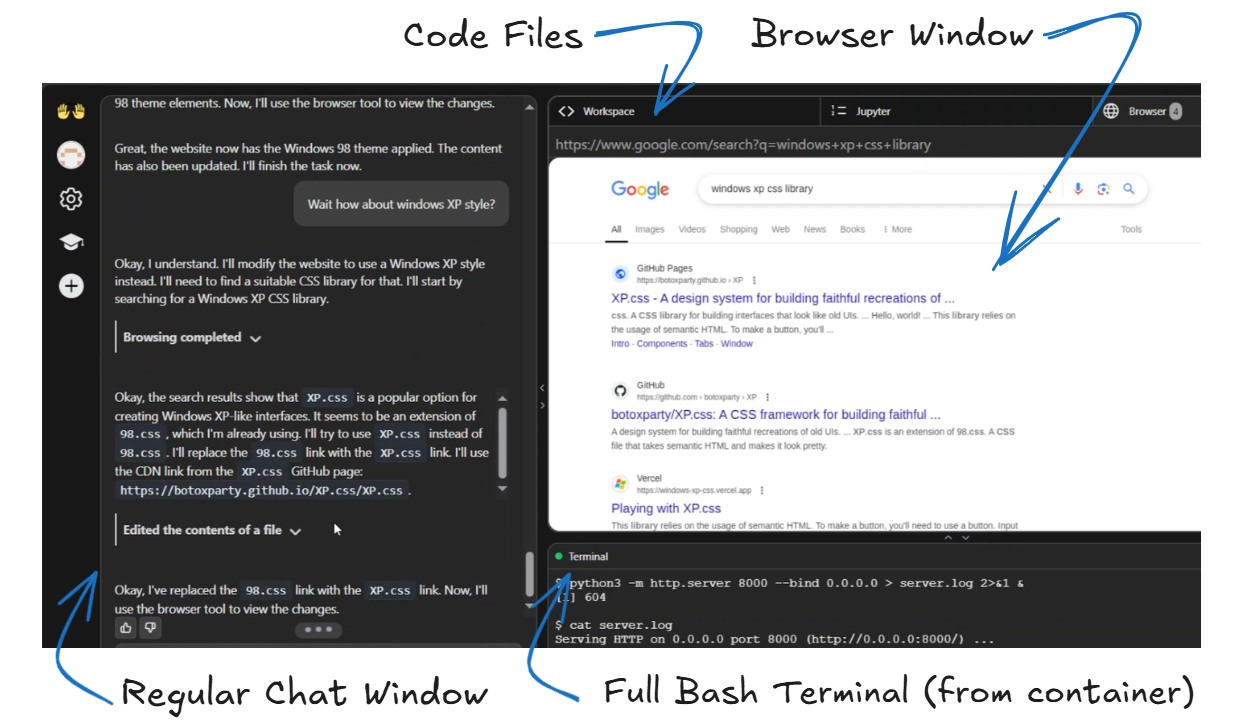 Code Files
Browser Window
98 theme elements. Now, I'll use the browser tool to view the changes.
Great, the website now has the Windows 98 theme applied. The content
has also been updated. I'll finish the task now.
Wait how about windows XP style?
Okay, I understand. I'll modify the website to use a Windows XP style
instead. I'll need to find a suitable CSS library for that. I'll start by
searching for a Windows XP CSS library.
Browsing completed
Okay, the search results show that XP.css is a popular option for
creating Windows XP-like interfaces. It seems to be an extension of
98.css , which I'm already using. I'll try to use XP.css instead of
98.css . I'll replace the 98.css link with the XP.css link. I'll use
the CDN link from the XP.css GitHub page:
https://botoxparty.github.io/XP.css/XP.css .
Edited the contents of a file
Okay, I've replaced the 98.css link with the XP.css link. Now, I'll
use the browser tool to view the changes.
<> Workspace
Jupyter
Browser 4
https://www.google.com/search?q=windows+xp+css+library
Google
windows xp css library
All Images Videos Shopping Web News Books More Tools
GitHub Pages
https://botoxparty.github.io › XP
XP.css - A design system for building faithful recreations of ...
css. A CSS library for building interfaces that look like old UIs. ... Hello, world! ... This library relies on
the usage of semantic HTML. To make a button, you'll ...
Intro · Components · Tabs · Window
GitHub
https://github.com › botoxparty › XP
botoxparty/XP.css: A CSS framework for building faithful ...
A design system for building faithful recreations of old UIs. ... XP.css is an extension of 98.css. A CSS
file that takes semantic HTML and makes it look pretty.
Vercel
https://windows-xp-css.vercel.app
Playing with XP.css
This library relies on the usage of semantic HTML. To make a button, you'll need to use a button. Input
Terminal
$ python3 -m http.server 8000 --bind 0.0.0.0 > server.log 2>&1 &
[1] 604
$ cat server.log
Serving HTTP on 0.0.0.0 port 8000 (http://0.0.0.0:8000/) ...
Regular Chat Window
Full Bash Terminal (from container)